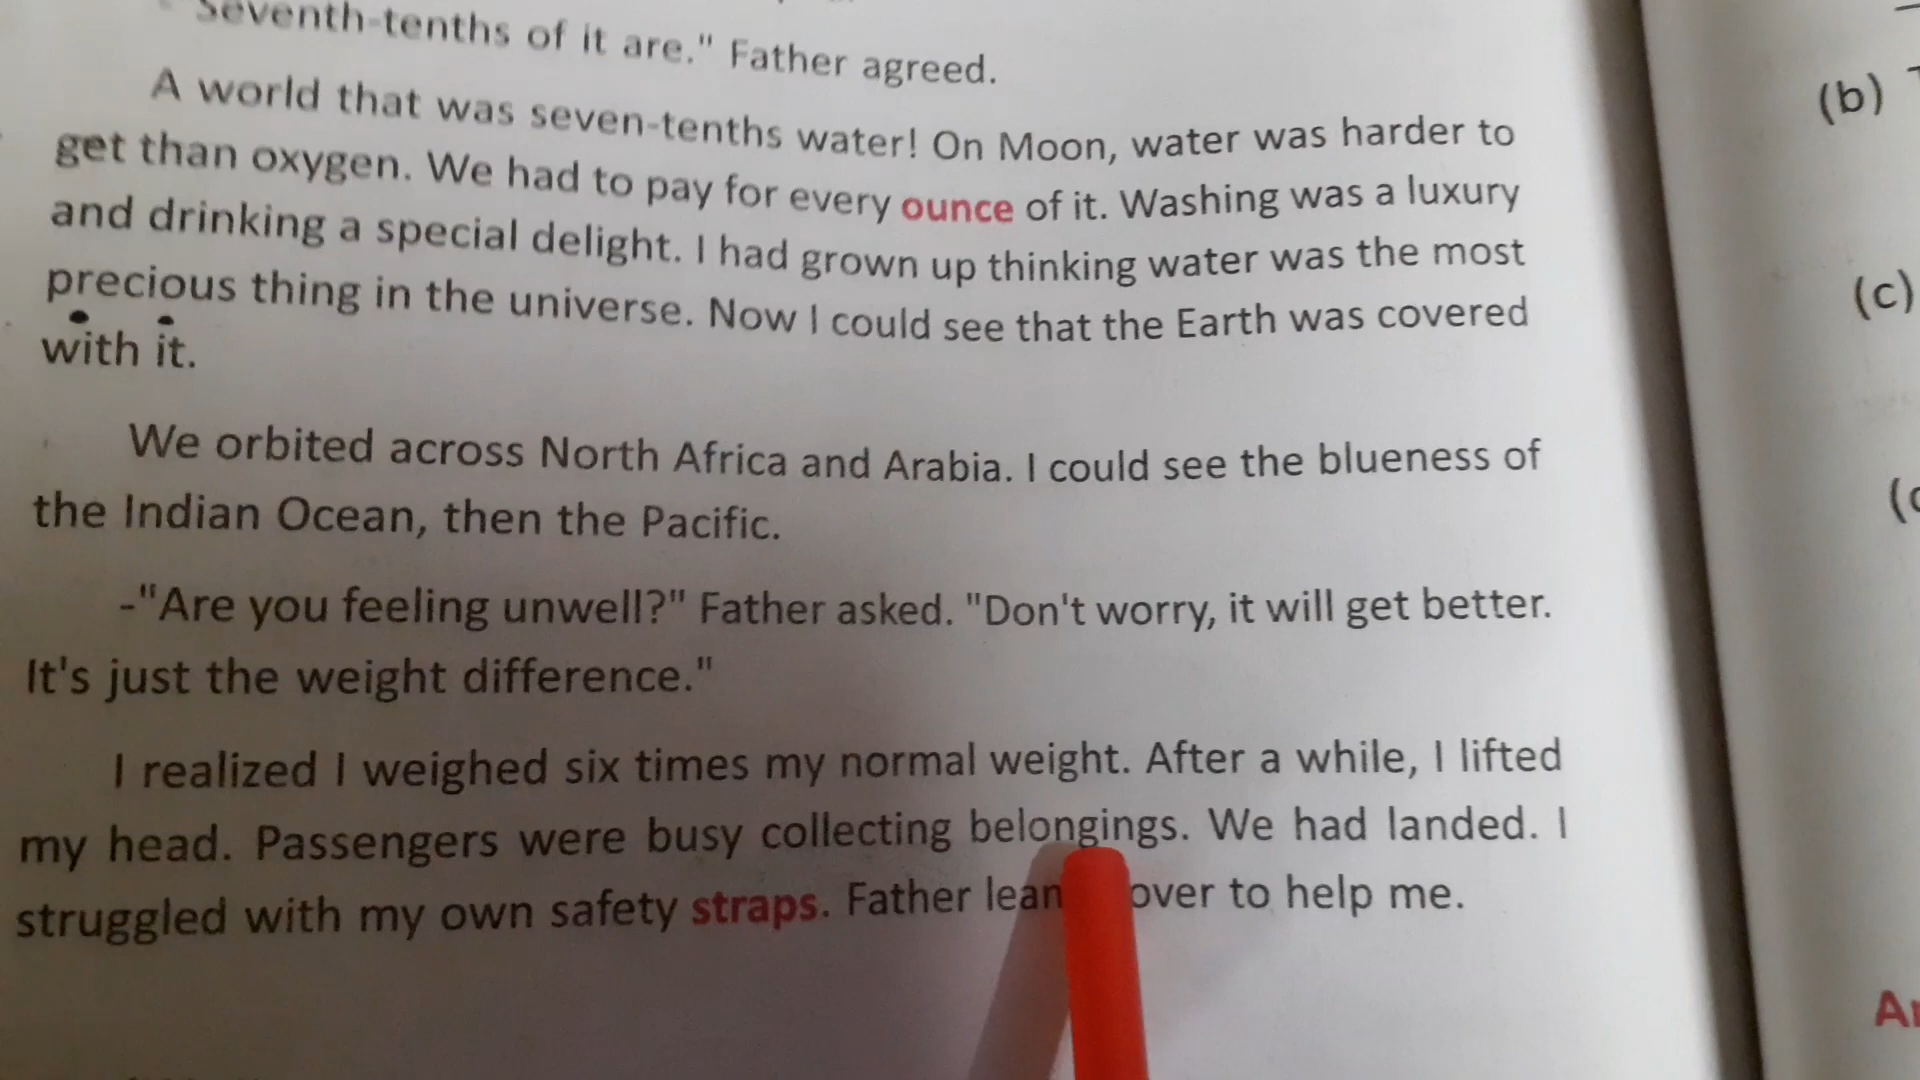 Seventh-tenths of it are." Father agreed.
A world that was seven-tenths water! On Moon, water was harder to
get than oxygen. We had to pay for every ounce of it. Washing was a luxury
and drinking a special delight. I had grown up thinking water was the most
precious thing in the universe. Now I could see that the Earth was covered
with it.
We orbited across North Africa and Arabia. I could see the blueness of
the Indian Ocean, then the Pacific.
-"Are you feeling unwell?" Father asked. "Don't worry, it will get better.
It's just the weight difference."
I realized I weighed six times my normal weight. After a while, I lifted
my head. Passengers were busy collecting belongings. We had landed. I
struggled with my own safety straps. Father lean over to help me.
(b)
(c)